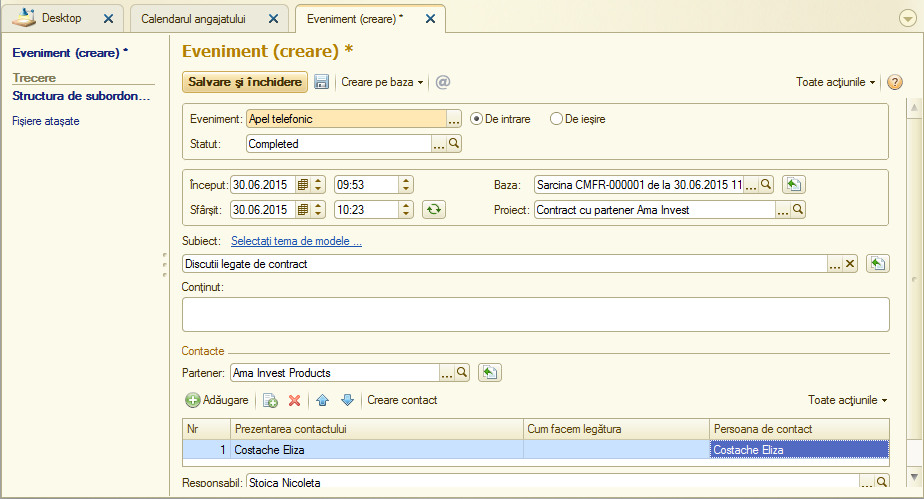 Desktop
Calendarul angajatului
Eveniment (creare) *
Eveniment (creare) *
Trecere
Structura de subordon...
Fișiere atașate
Eveniment (creare) *
Salvare și închidere
Creare pe baza
@
Toate acțiunile
?
Eveniment: Apel telefonic ... De intrare De ieșire
Statut: Completed ...
Început: 30.06.2015 09:53 Baza: Sarcina CMFR-000001 de la 30.06.2015 11 ...
Sfârșit: 30.06.2015 10:23 Proiect: Contract cu partener Ama Invest ...
Subiect: Selectați tema de modele ...
Discutii legate de contract ...
Conținut:
Contacte
Partener: Ama Invest Products ...
Adăugare Creare contact Toate acțiunile
Nr Prezentarea contactului Cum facem legătura Persoana de contact
1 Costache Eliza Costache Eliza
Responsabil: Stoica Nicoleta ...